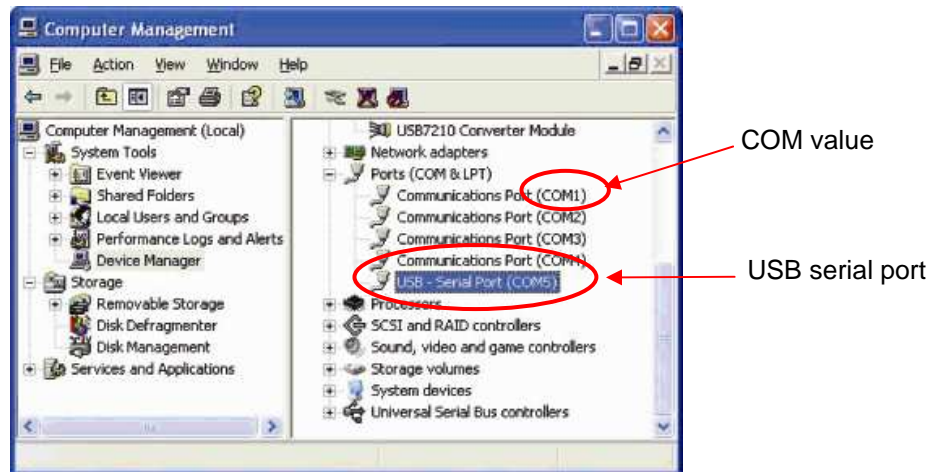 Computer Management
File Action View Window Help
Computer Management (Local)
System Tools
Event Viewer
Shared Folders
Local Users and Groups
Performance Logs and Alerts
Device Manager
Storage
Removable Storage
Disk Defragmenter
Disk Management
Services and Applications
USB7210 Converter Module
Network adapters
Ports (COM & LPT)
Communications Port (COM1)
Communications Port (COM2)
Communications Port (COM3)
Communications Port (COM4)
USB - Serial Port (COM5)
Processors
SCSI and RAID controllers
Sound, video and game controllers
Storage volumes
System devices
Universal Serial Bus controllers
COM value
USB serial port